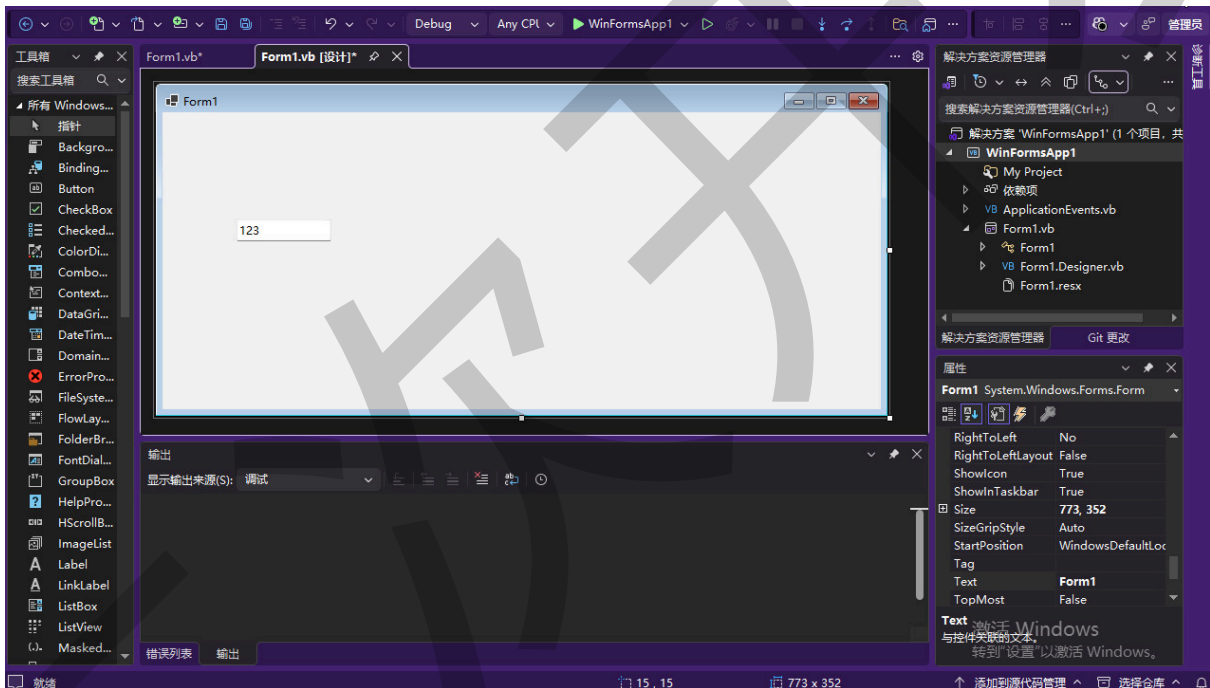 Debug
Any CPU
WinFormsApp1
管理员
工具箱
搜索工具箱
所有 Windows...
指针
Backgro...
Binding...
Button
CheckBox
Checked...
ColorDi...
Combo...
Context...
DataGri...
DateTim...
Domain...
ErrorPro...
FileSyste...
FlowLay...
FolderBr...
FontDial...
GroupBox
HelpPro...
HScrollB...
ImageList
Label
LinkLabel
ListBox
ListView
Masked...
Form1.vb*
Form1.vb [设计]*
Form1
123
输出
显示输出来源(S):
调试
错误列表
输出
解决方案资源管理器
搜索解决方案资源管理器(Ctrl+;)
解决方案 'WinFormsApp1' (1 个项目, 共
WinFormsApp1
My Project
依赖项
VB ApplicationEvents.vb
Form1.vb
Form1
VB Form1.Designer.vb
Form1.resx
解决方案资源管理器
Git 更改
诊断工具
属性
Form1 System.Windows.Forms.Form
RightToLeft No
RightToLeftLayout False
ShowIcon True
ShowInTaskbar True
Size 773, 352
SizeGripStyle Auto
StartPosition WindowsDefaultLoc
Tag
Text Form1
TopMost False
Text
与控件关联的文本。
激活 Windows
转到"设置"以激活 Windows。
就绪
15 , 15
773 x 352
添加到源代码管理
选择仓库